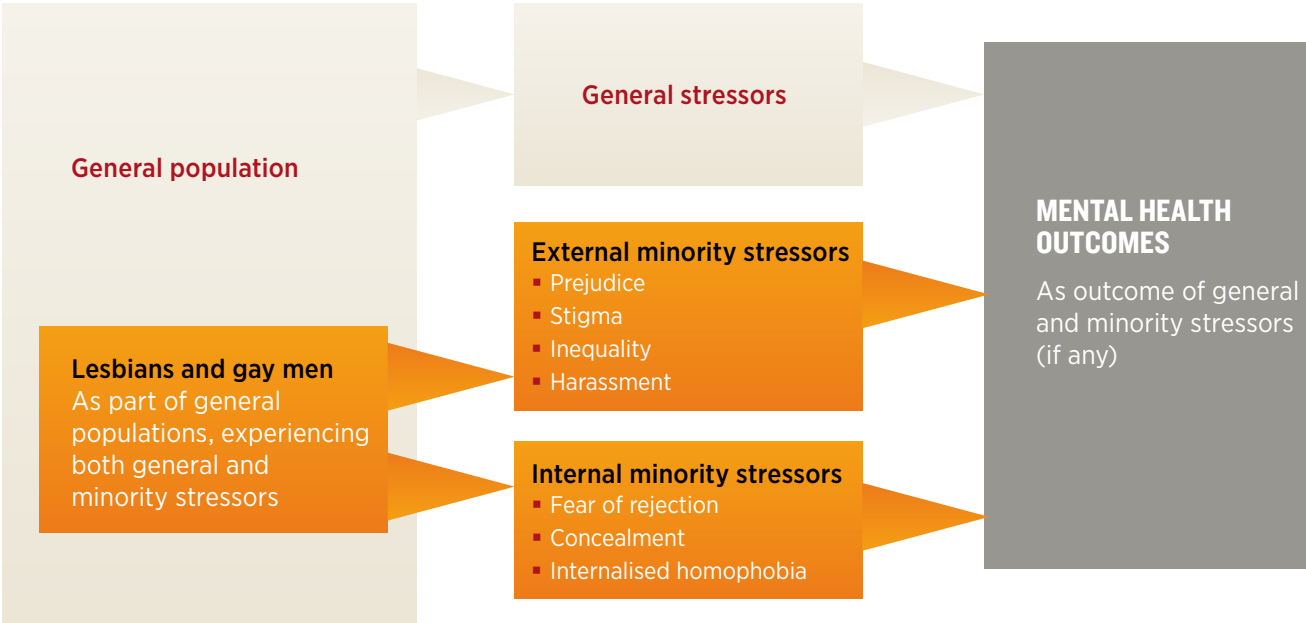 General population
Lesbians and gay men
As part of general
populations, experiencing
both general and
minority stressors
General stressors
External minority stressors
▪ Prejudice
▪ Stigma
▪ Inequality
▪ Harassment
Internal minority stressors
▪ Fear of rejection
▪ Concealment
▪ Internalised homophobia
MENTAL HEALTH
OUTCOMES
As outcome of general
and minority stressors
(if any)